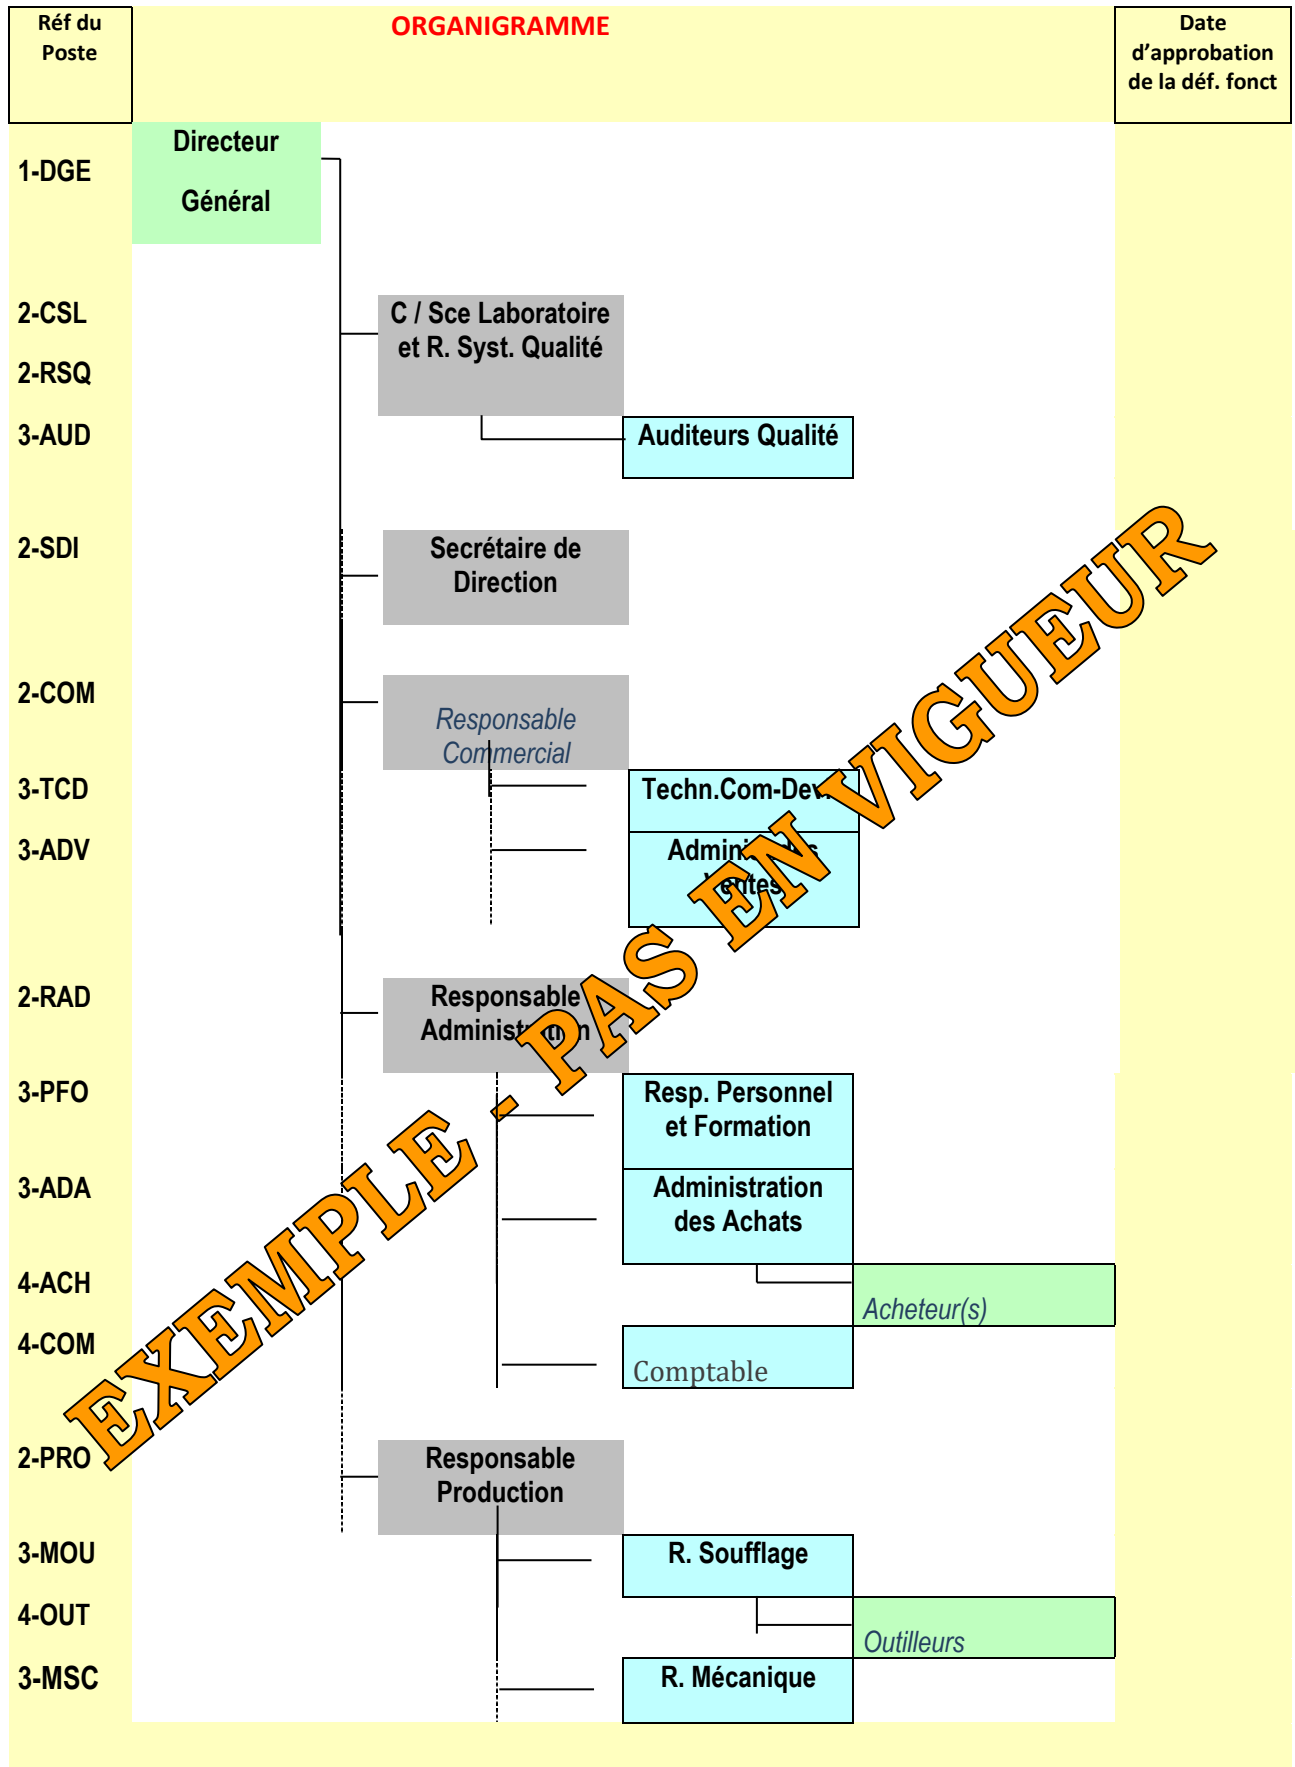 Réf du
Poste
ORGANIGRAMME
Date
d’approbation
de la déf. fonct
1-DGE
Directeur
Général
2-CSL
C / Sce Laboratoire
et R. Syst. Qualité
2-RSQ
3-AUD
Auditeurs Qualité
2-SDI
Secrétaire de
Direction
2-COM
Responsable
Commercial
3-TCD
3-ADV
2-RAD
Responsable
Administration
3-PFO
Resp. Personnel
et Formation
3-ADA
Administration
des Achats
4-ACH
Acheteur(s)
4-COM
Comptable
2-PRO
Responsable
Production
3-MOU
R. Soufflage
4-OUT
Outilleurs
3-MSC
R. Mécanique
EXEMPLE - PAS EN VIGUEUR